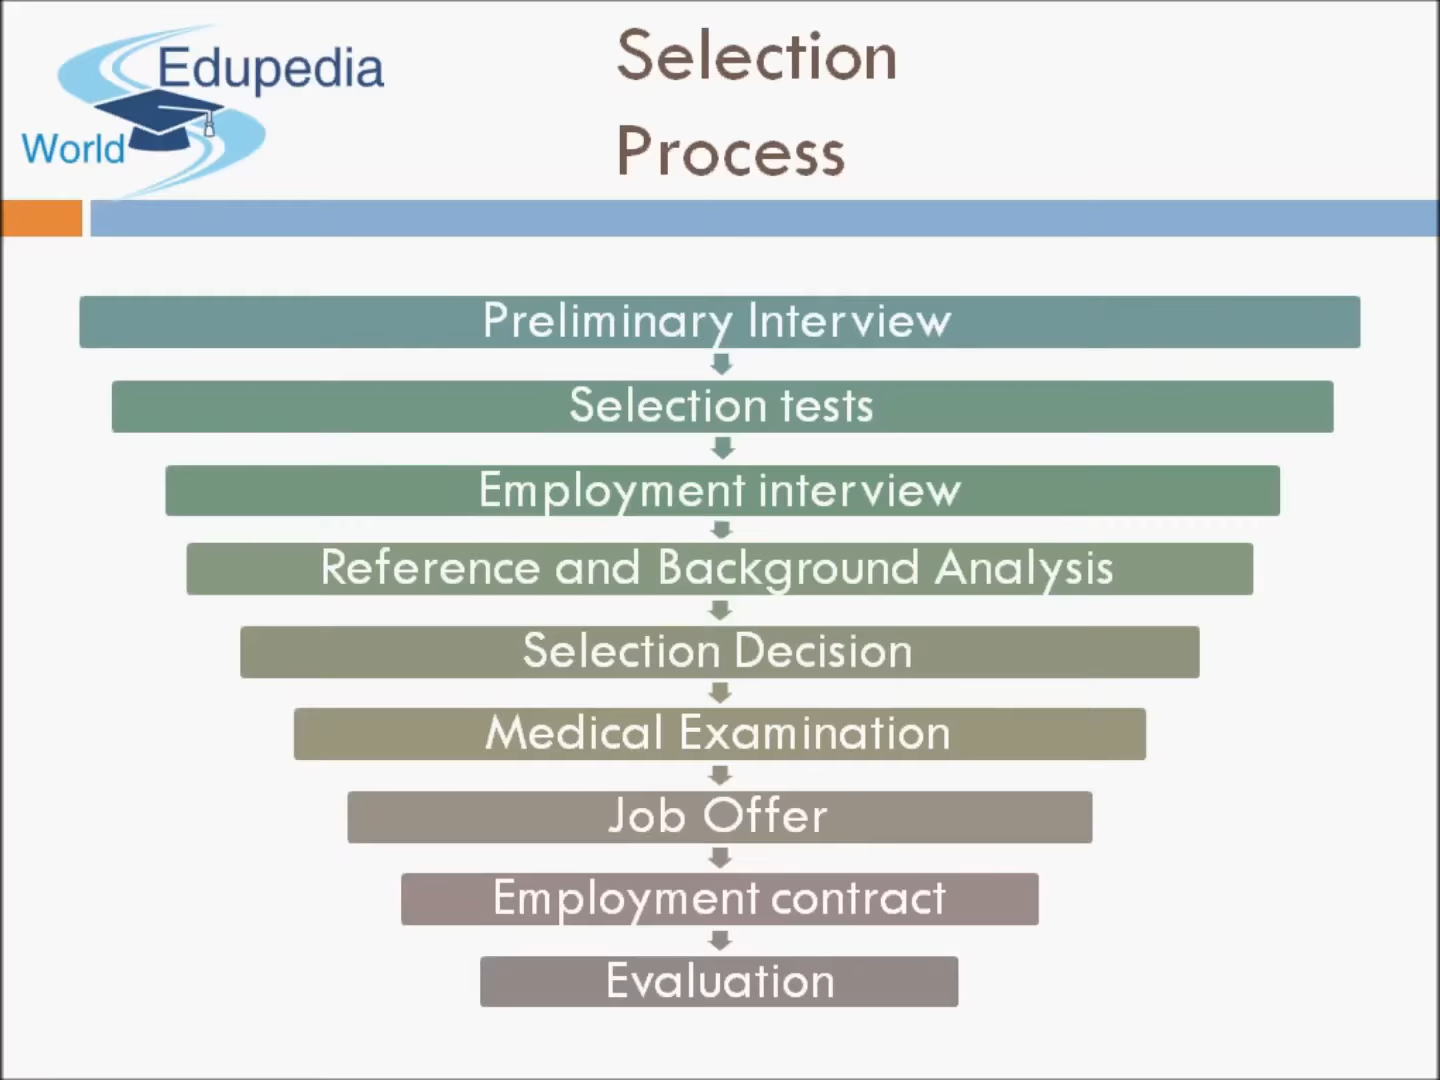 Edupedia
World
Selection
Process
Preliminary Interview
Selection tests
Employment interview
Reference and Background Analysis
Selection Decision
Medical Examination
Job Offer
Employment contract
Evaluation